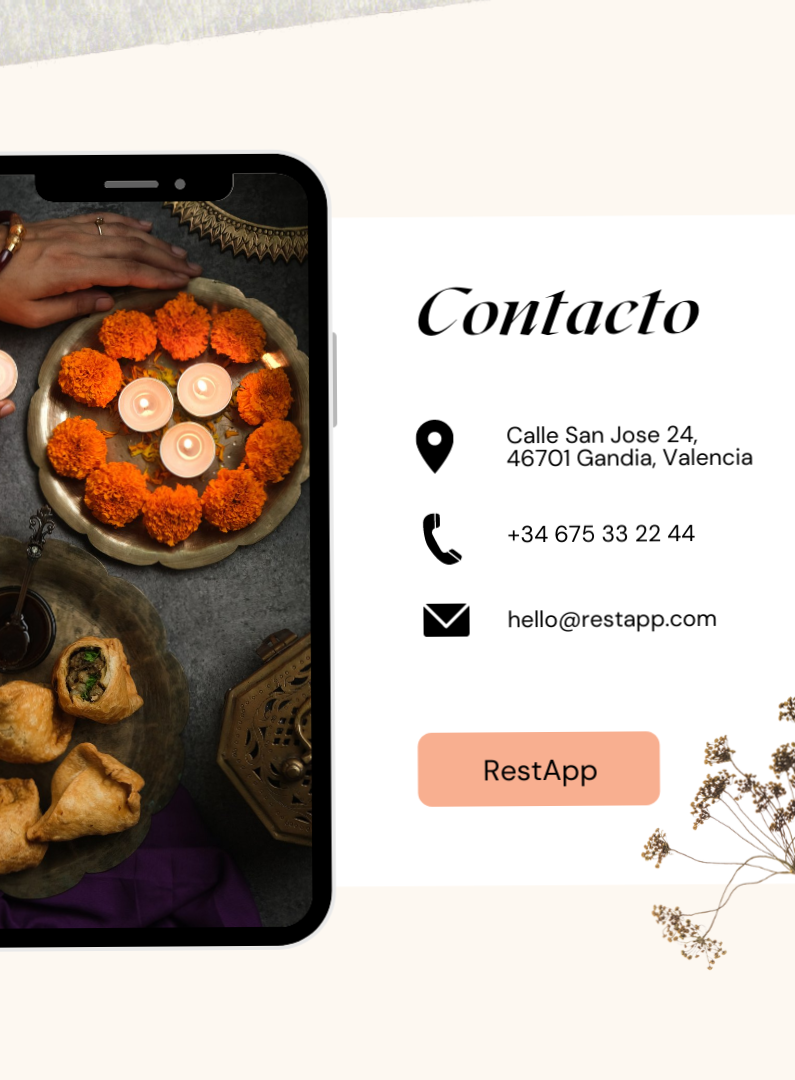 Contacto
Calle San Jose 24,
46701 Gandia, Valencia
+34 675 33 22 44
hello@restapp.com
RestApp